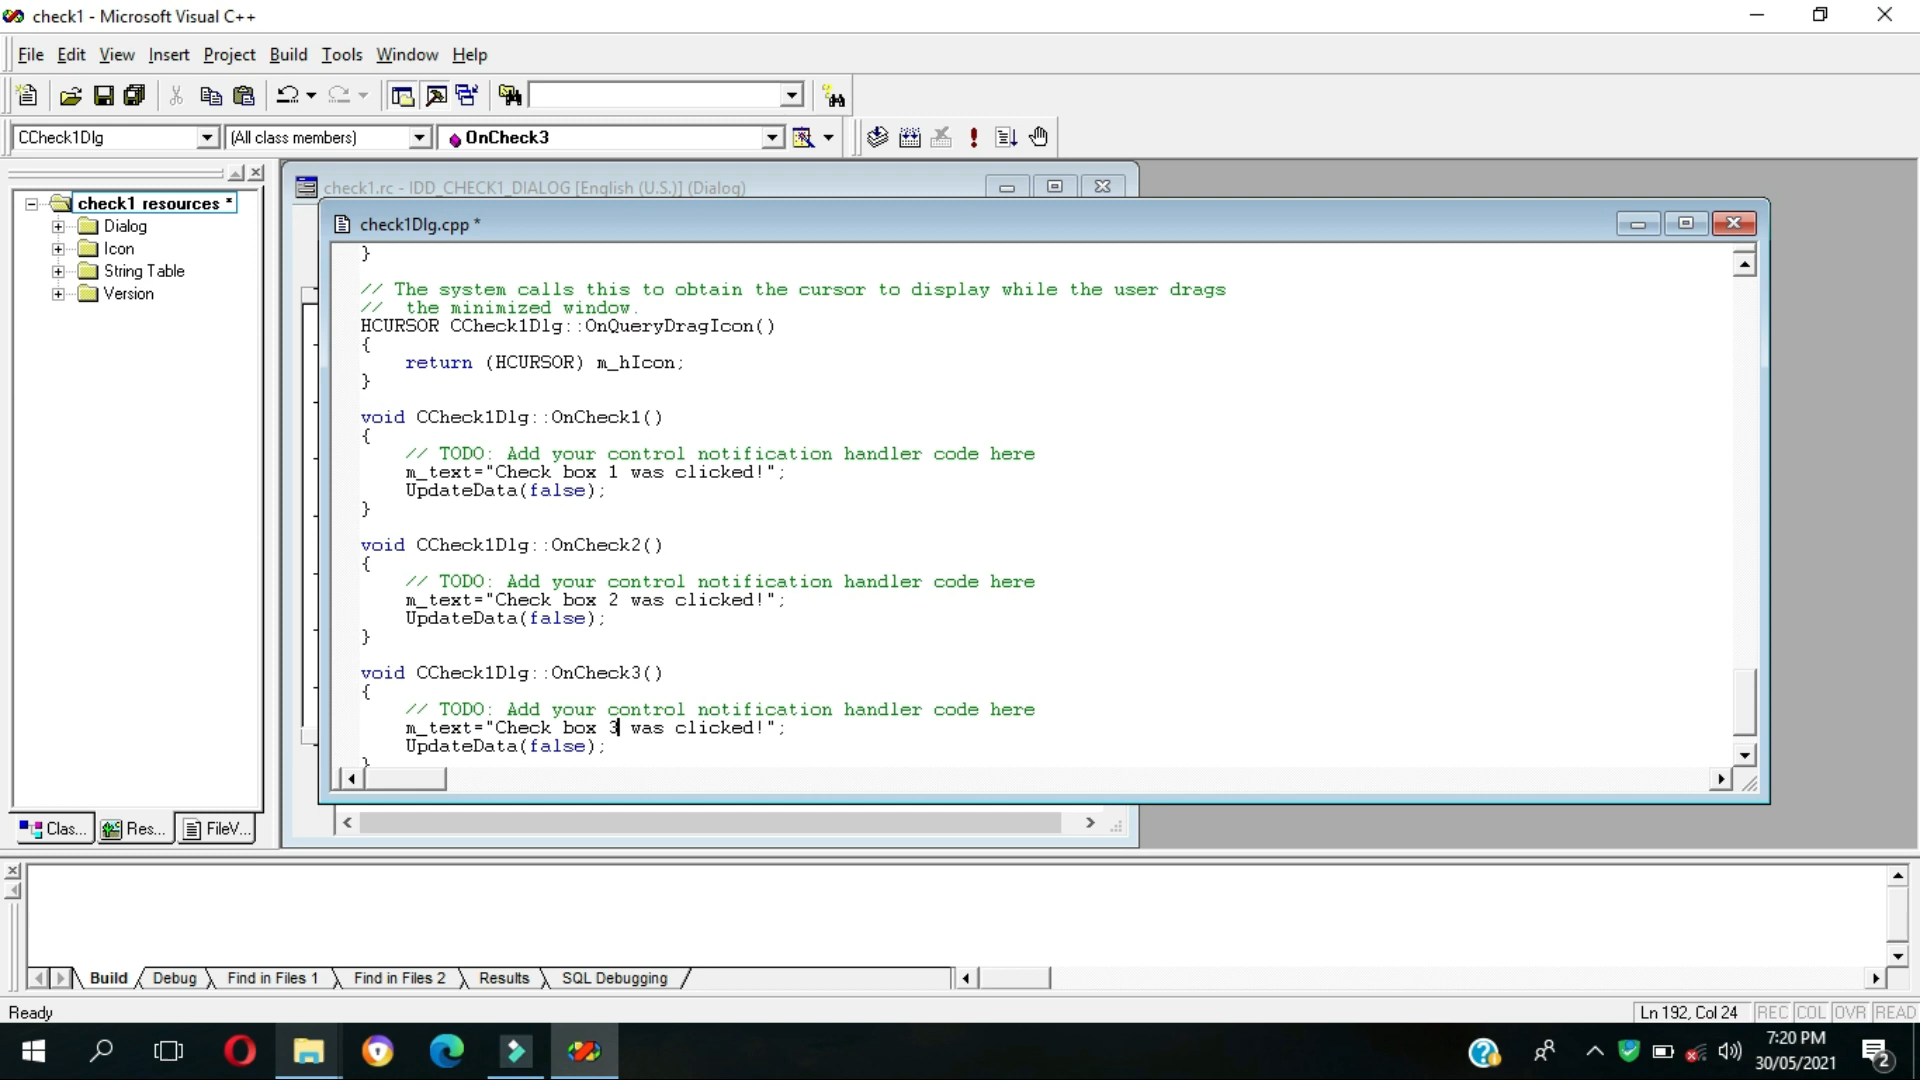 check1 - Microsoft Visual C++
File Edit View Insert Project Build Tools Window Help
CCheck1Dlg (All class members) OnCheck3
check1 resources *
Dialog
Icon
String Table
Version
Clas... Res... FileV...
check1.rc - IDD_CHECK1_DIALOG [English (U.S.)] (Dialog)
check1Dlg.cpp *
}
// The system calls this to obtain the cursor to display while the user drags
//  the minimized window.
HCURSOR CCheck1Dlg::OnQueryDragIcon()
{
return (HCURSOR) m_hIcon;
}
void CCheck1Dlg::OnCheck1()
{
// TODO: Add your control notification handler code here
m_text="Check box 1 was clicked!";
UpdateData(false);
}
void CCheck1Dlg::OnCheck2()
{
// TODO: Add your control notification handler code here
m_text="Check box 2 was clicked!";
UpdateData(false);
}
void CCheck1Dlg::OnCheck3()
{
// TODO: Add your control notification handler code here
m_text="Check box 3 was clicked!";
UpdateData(false);
}
Build Debug Find in Files 1 Find in Files 2 Results SQL Debugging
Ready
Ln 192, Col 24 REC COL OVR READ
7:20 PM
30/05/2021
2